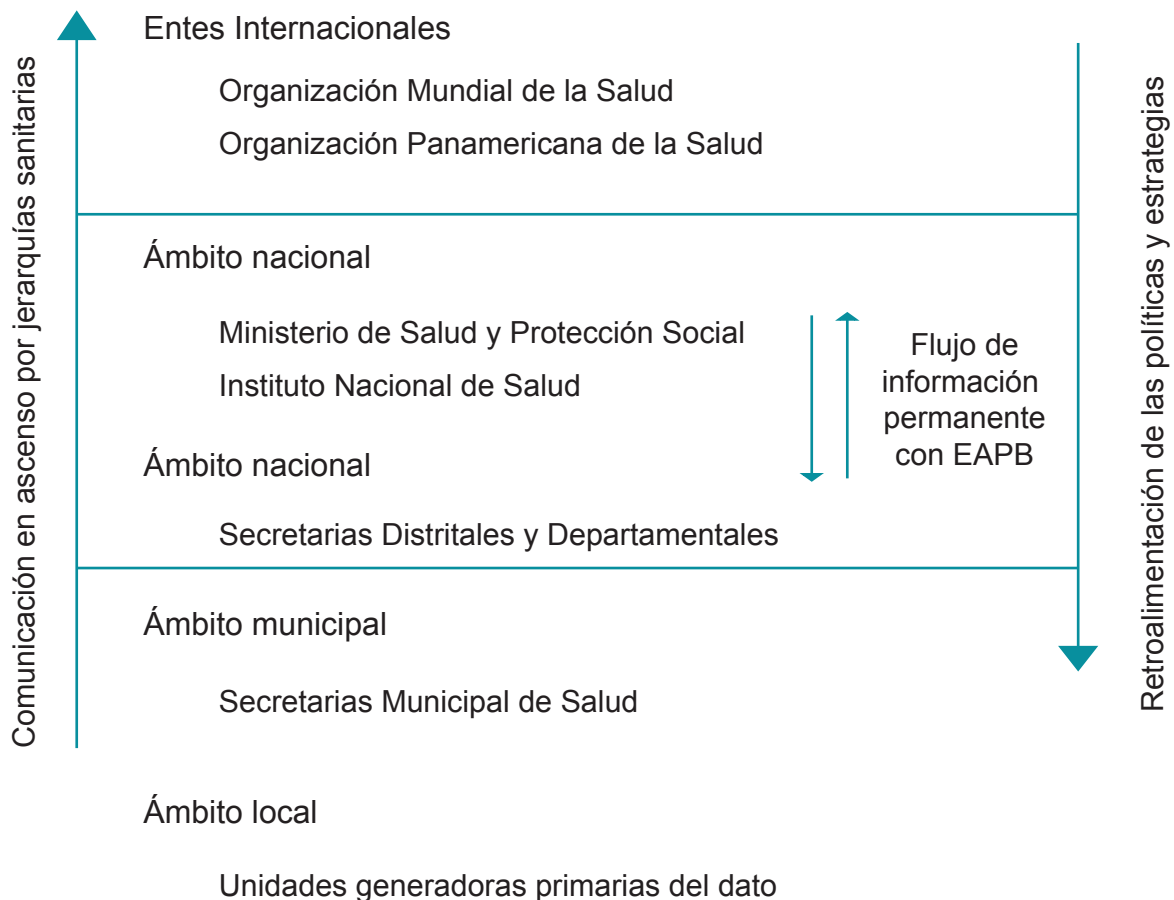 Comunicación en ascenso por jerarquías sanitarias
Entes Internacionales
Organización Mundial de la Salud
Organización Panamericana de la Salud
Ámbito nacional
Ministerio de Salud y Protección Social
Instituto Nacional de Salud
Ámbito nacional
Secretarias Distritales y Departamentales
Flujo de
información
permanente
con EAPB
Ámbito municipal
Secretarias Municipal de Salud
Ámbito local
Unidades generadoras primarias del dato
Retroalimentación de las políticas y estrategias